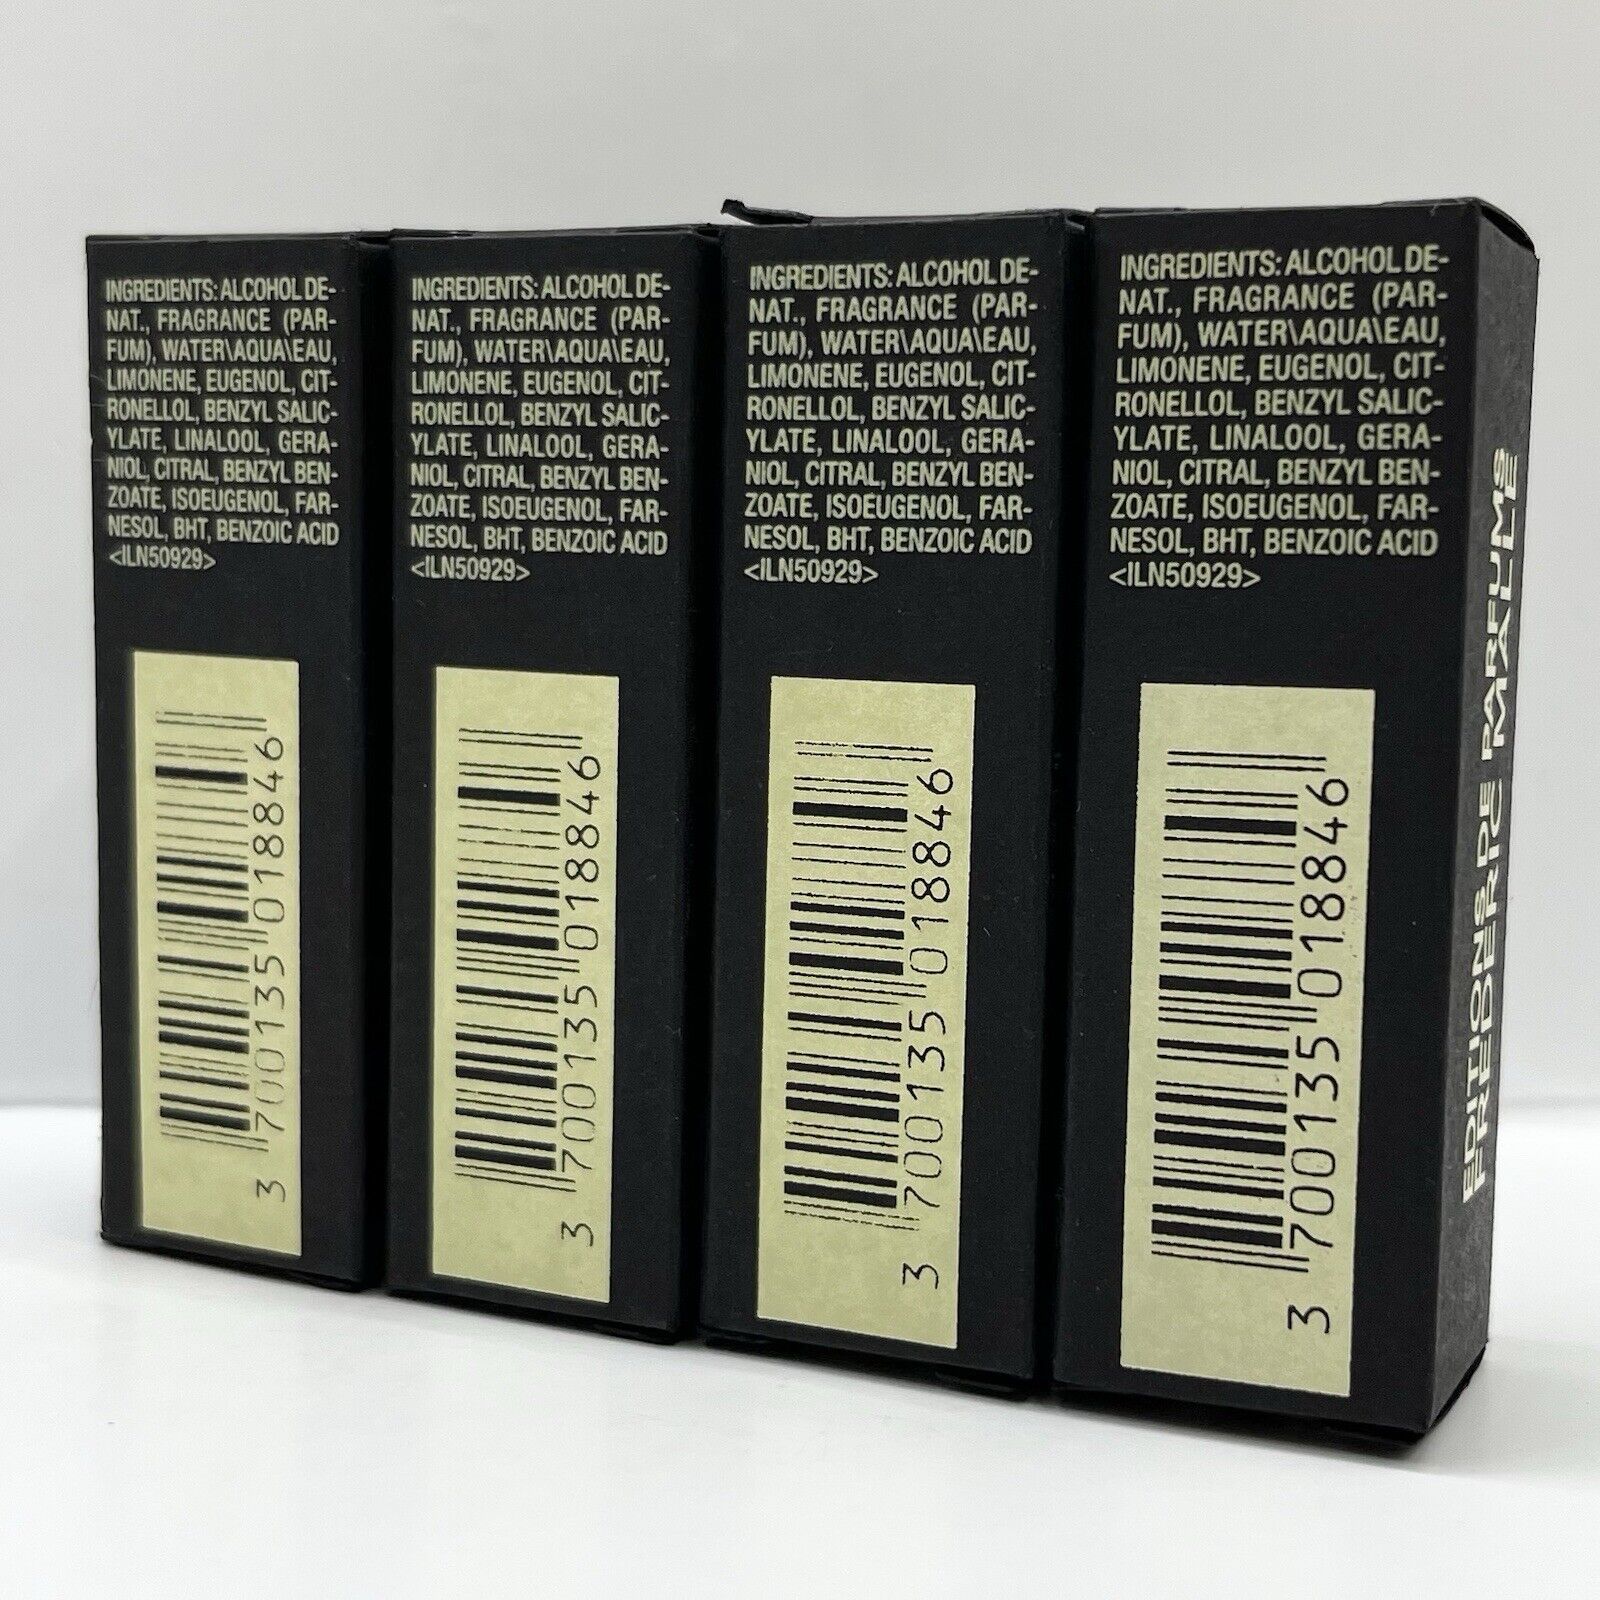 INGREDIENTS: ALCOHOL DE-
NAT., FRAGRANCE (PAR-
FUM), WATER\AQUA\EAU,
LIMONENE, EUGENOL, CIT-
RONELLOL, BENZYL SALIC-
YLATE, LINALOOL, GERA-
NIOL, CITRAL, BENZYL BEN-
ZOATE, ISOEUGENOL, FAR-
NESOL, BHT, BENZOIC ACID
<ILN50929>
3 700135 018846
INGREDIENTS: ALCOHOL DE-
NAT., FRAGRANCE (PAR-
FUM), WATER\AQUA\EAU,
LIMONENE, EUGENOL, CIT-
RONELLOL, BENZYL SALIC-
YLATE, LINALOOL, GERA-
NIOL, CITRAL, BENZYL BEN-
ZOATE, ISOEUGENOL, FAR-
NESOL, BHT, BENZOIC ACID
<ILN50929>
3 700135 018846
INGREDIENTS: ALCOHOL DE-
NAT., FRAGRANCE (PAR-
FUM), WATER\AQUA\EAU,
LIMONENE, EUGENOL, CIT-
RONELLOL, BENZYL SALIC-
YLATE, LINALOOL, GERA-
NIOL, CITRAL, BENZYL BEN-
ZOATE, ISOEUGENOL, FAR-
NESOL, BHT, BENZOIC ACID
<ILN50929>
3 700135 018846
INGREDIENTS: ALCOHOL DE-
NAT., FRAGRANCE (PAR-
FUM), WATER\AQUA\EAU,
LIMONENE, EUGENOL, CIT-
RONELLOL, BENZYL SALIC-
YLATE, LINALOOL, GERA-
NIOL, CITRAL, BENZYL BEN-
ZOATE, ISOEUGENOL, FAR-
NESOL, BHT, BENZOIC ACID
<ILN50929>
3 700135 018846
EDITIONS DE PARFUMS
FREDERIC MALLE